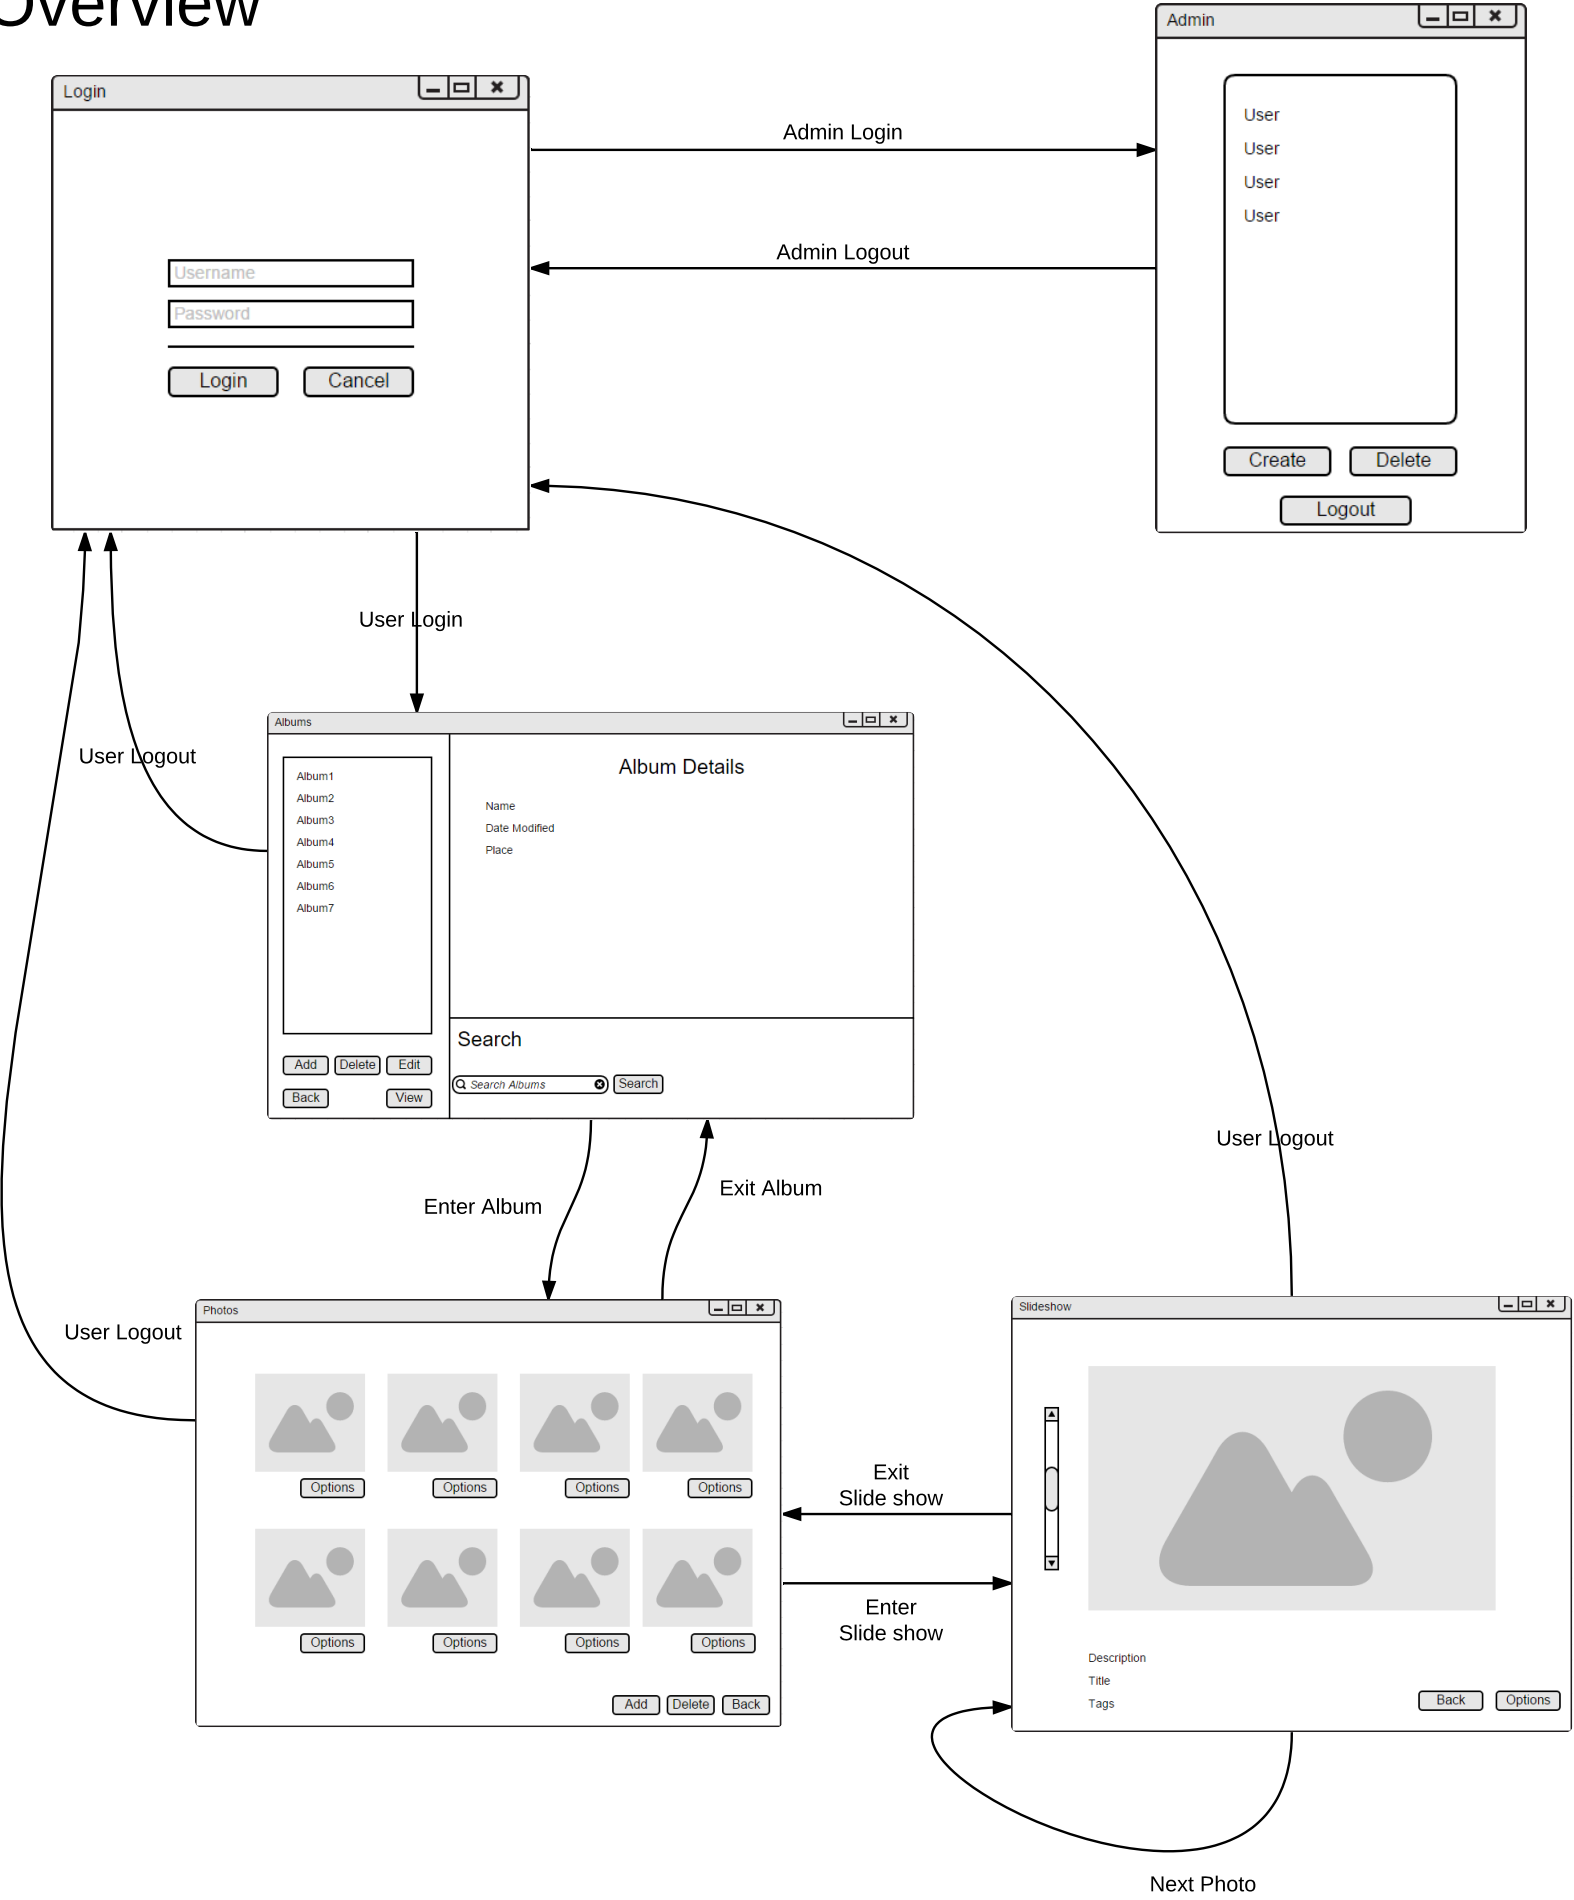 Overview
Login
Username
Password
Login
Cancel
Admin Login
Admin Logout
Admin
User
User
User
User
Create
Delete
Logout
User Login
User Logout
Albums
Album1
Album2
Album3
Album4
Album5
Album6
Album7
Add
Delete
Edit
Back
View
Album Details
Name
Date Modified
Place
Search
Search Albums
Search
Enter Album
Exit Album
User Logout
User Logout
Photos
Options
Options
Options
Options
Options
Options
Options
Options
Add
Delete
Back
Exit
Slide show
Enter
Slide show
Slideshow
Description
Title
Tags
Back
Options
Next Photo